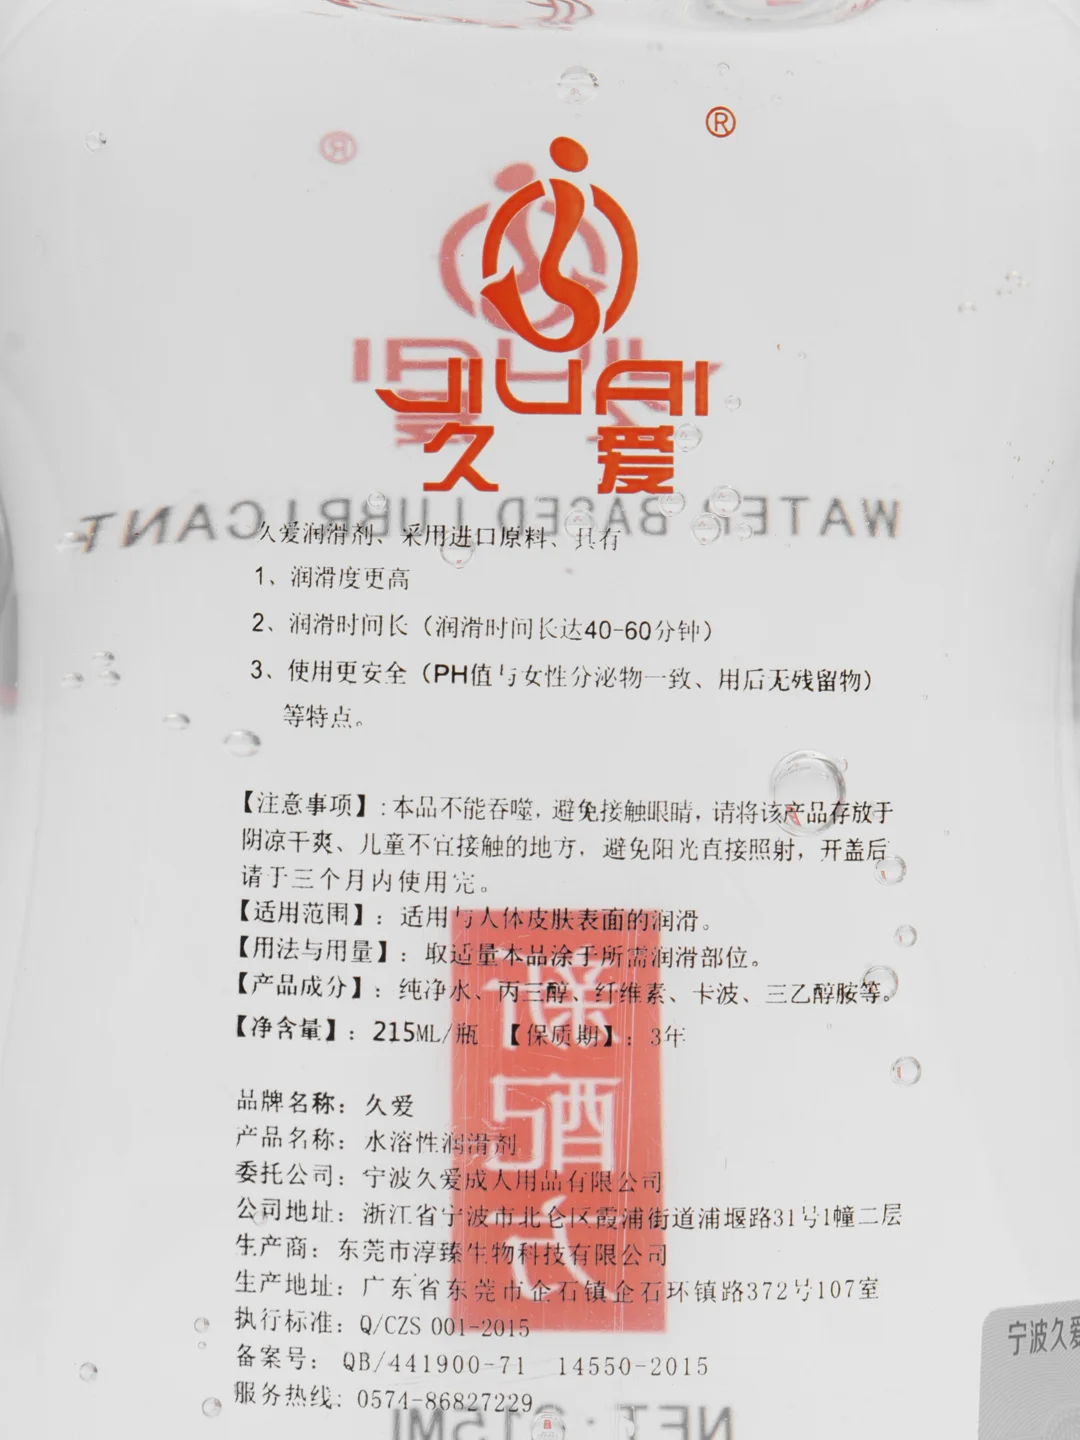 ®
JIUAI
久爱
WATER BASED LUBRICANT
久爱润滑剂、采用进口原料、具有
1、润滑度更高
2、润滑时间长（润滑时间长达40-60分钟）
3、使用更安全（PH值与女性分泌物一致、用后无残留物）
等特点。
【注意事项】: 本品不能吞噬, 避免接触眼睛, 请将该产品存放于
阴凉干爽、儿童不宜接触的地方, 避免阳光直接照射, 开盖后
请于三个月内使用完。
【适用范围】: 适用与人体皮肤表面的润滑。
【用法与用量】: 取适量本品涂于所需润滑部位。
【产品成分】: 纯净水、丙三醇、纤维素、卡波、三乙醇胺等。
【净含量】: 215ML/瓶 【保质期】: 3年
品牌名称: 久爱
产品名称: 水溶性润滑剂
委托公司: 宁波久爱成人用品有限公司
公司地址: 浙江省宁波市北仑区霞浦街道浦堰路31号1幢二层
生产商: 东莞市淳臻生物科技有限公司
生产地址: 广东省东莞市企石镇企石环镇路372号107室
执行标准: Q/CZS 001-2015
备案号: QB/441900-71 14550-2015
服务热线: 0574-86827229
新
配
方
NET: 215ML
宁波久爱